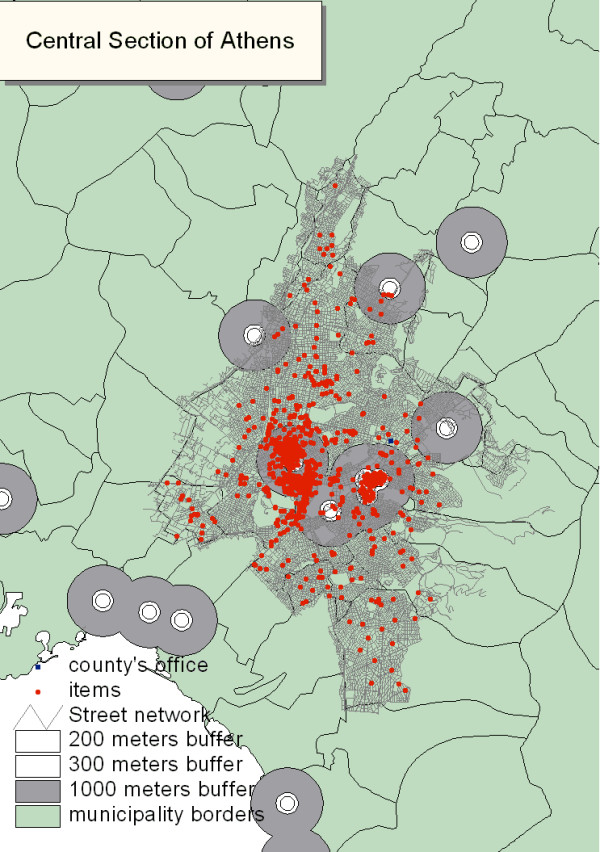 Central Section of Athens
county's office
items
Street network
200 meters buffer
300 meters buffer
1000 meters buffer
municipality borders